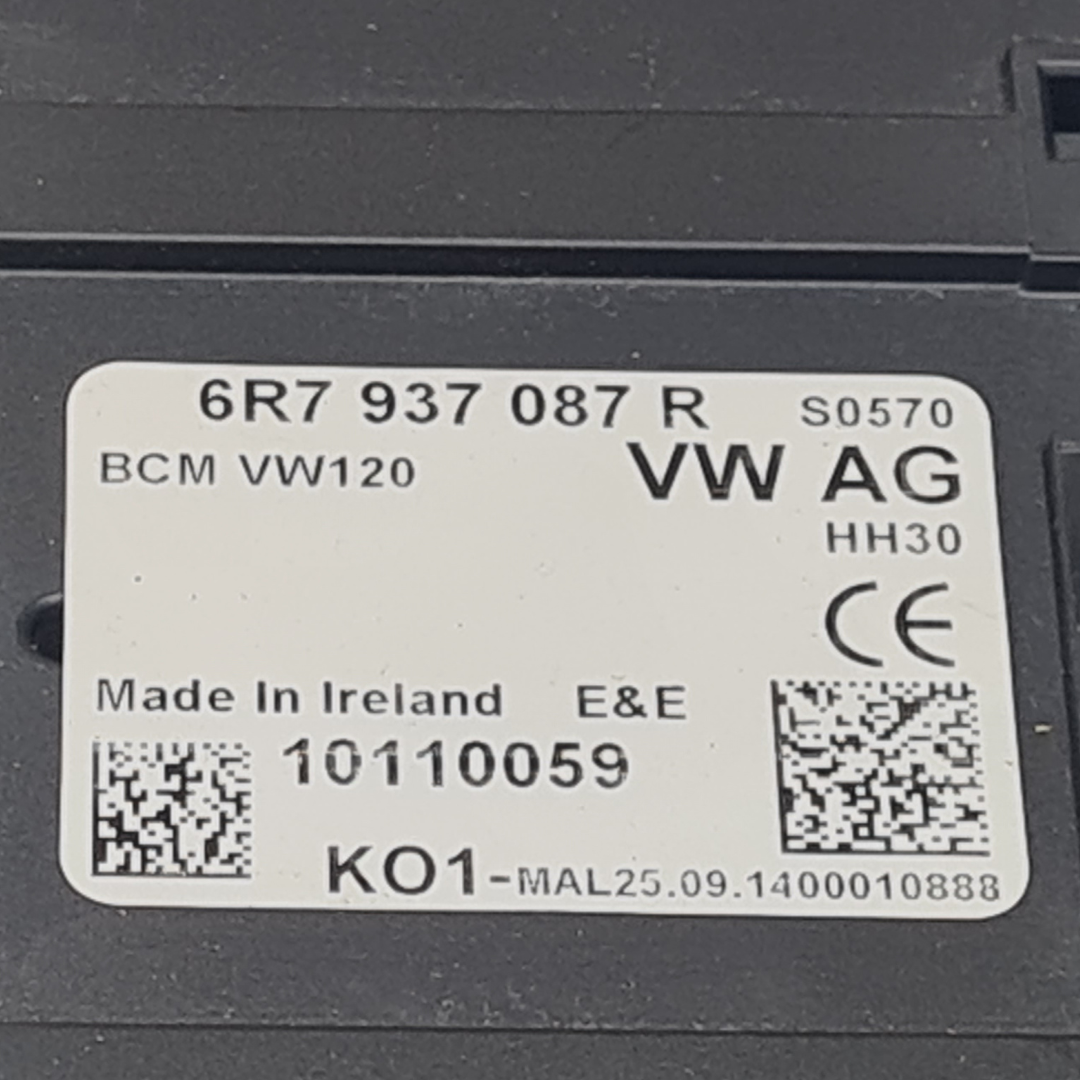 6R7 937 087 R S0570
BCM VW120 VW AG
HH30
CE
Made In Ireland E&E
10110059
KO1-MAL25.09.1400010888